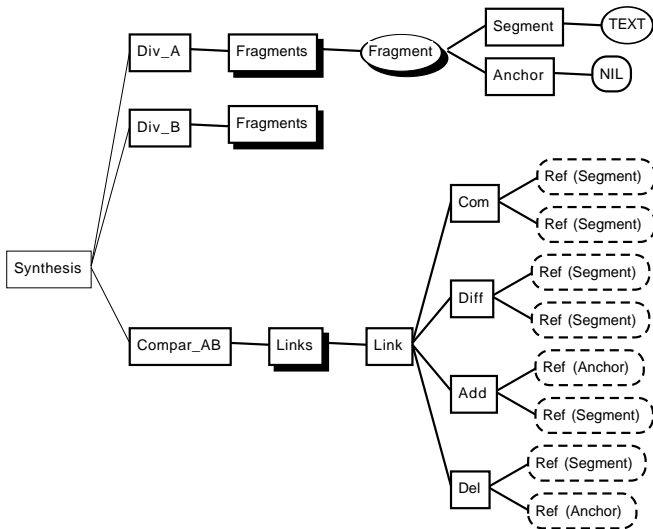 Segment
TEXT
Div_A
Fragments
Fragment
Anchor
NIL
Div_B
Fragments
Ref (Segment)
Com
Ref (Segment)
Synthesis
Ref (Segment)
Diff
Ref (Segment)
Compar_AB
Links
Link
Ref (Anchor)
Add
Ref (Segment)
Ref (Segment)
Del
Ref (Anchor)